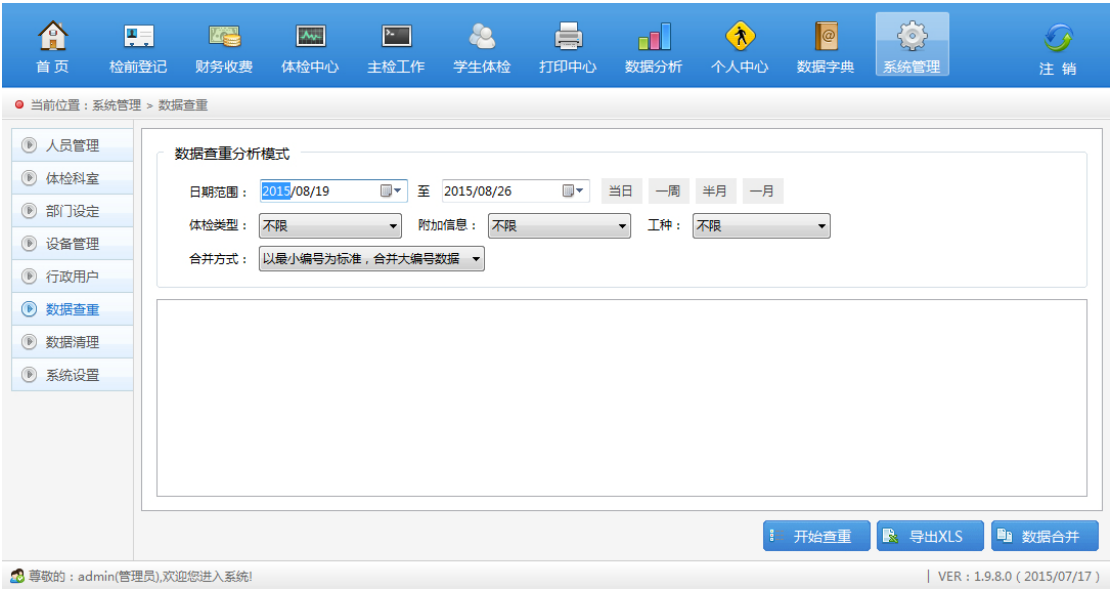 首 页 检前登记 财务收费 体检中心 主检工作 学生体检 打印中心 数据分析 个人中心 数据字典 系统管理 注 销
当前位置：系统管理 > 数据查重
人员管理
体检科室
部门设定
设备管理
行政用户
数据查重
数据清理
系统设置
数据查重分析模式
日期范围： 2015/08/19 至 2015/08/26 当日 一周 半月 一月
体检类型： 不限 附加信息： 不限 工种： 不限
合并方式： 以最小编号为标准，合并大编号数据
开始查重 导出XLS 数据合并
尊敬的：admin(管理员),欢迎您进入系统! | VER：1.9.8.0 ( 2015/07/17 )